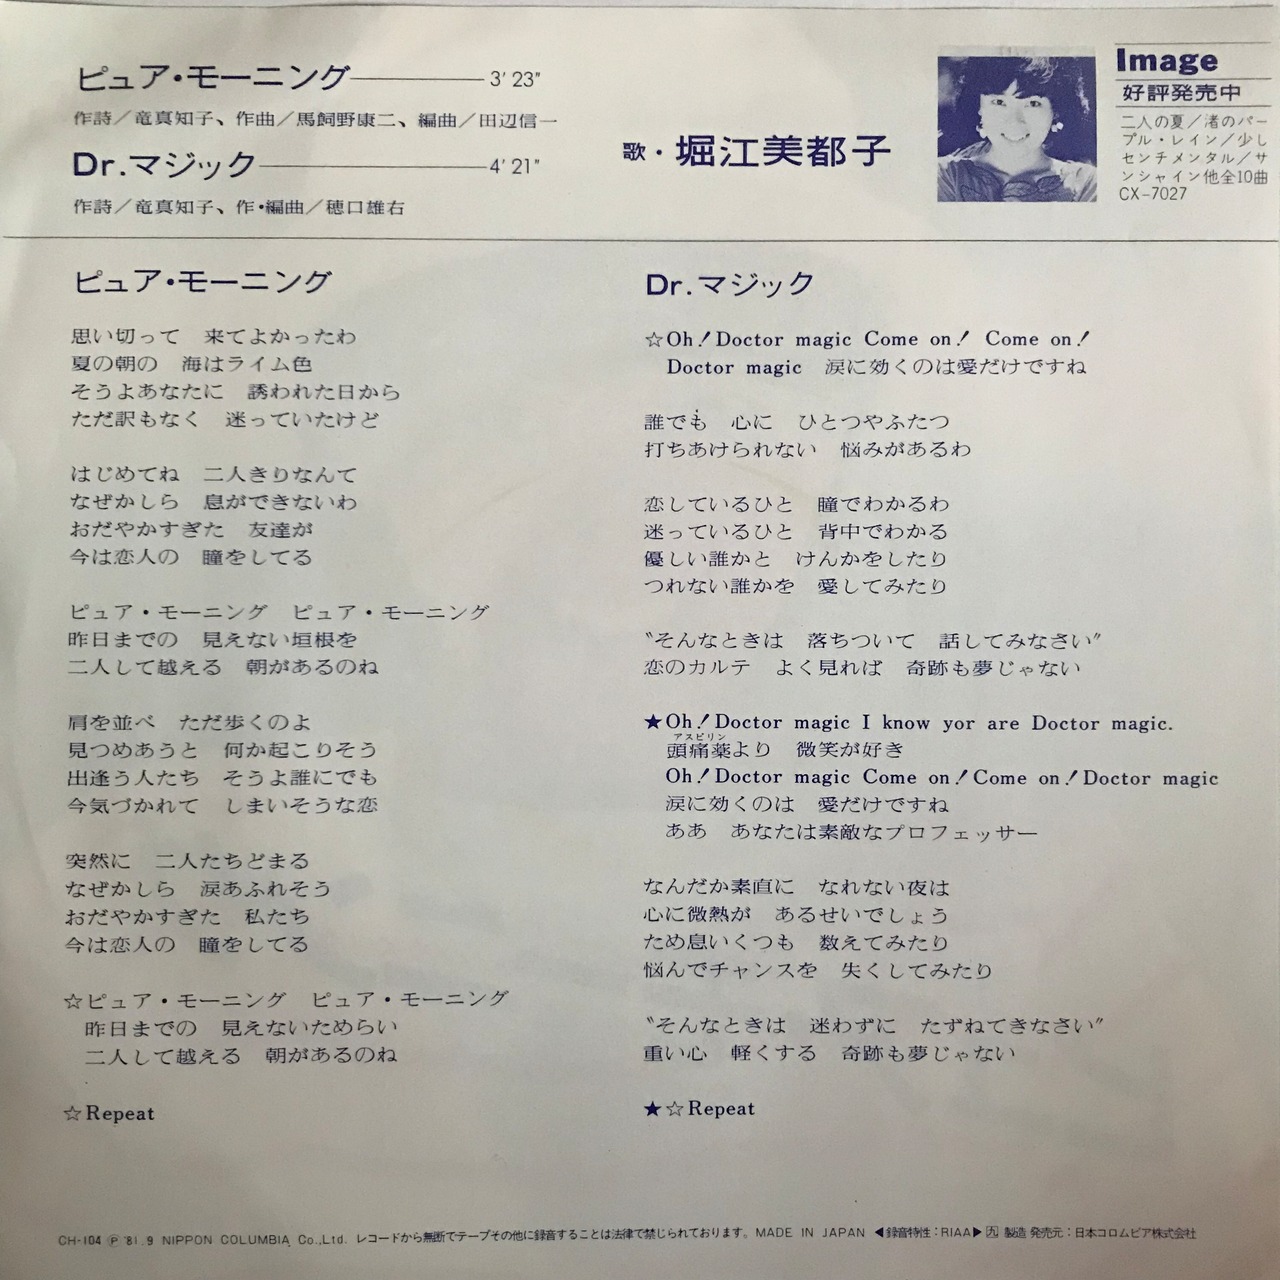 ピュア・モーニング 3′23″
作詩／竜真知子、作曲／馬飼野康二、編曲／田辺信一
Dr.マジック 4′21″
作詩／竜真知子、作・編曲／穂口雄右
歌・堀江美都子
Image
好評発売中
二人の夏／渚のパー
プル・レイン／少し
センチメンタル／サ
ンシャイン他全10曲
CX-7027
ピュア・モーニング
思い切って　来てよかったわ
夏の朝の　海はライム色
そうよあなたに　誘われた日から
ただ訳もなく　迷っていたけど
はじめてね　二人きりなんて
なぜかしら　息ができないわ
おだやかすぎた　友達が
今は恋人の　瞳をしてる
ピュア・モーニング　ピュア・モーニング
昨日までの　見えない垣根を
二人して越える　朝があるのね
肩を並べ　ただ歩くのよ
見つめあうと　何か起こりそう
出逢う人たち　そうよ誰にでも
今気づかれて　しまいそうな恋
突然に　二人たちどまる
なぜかしら　涙あふれそう
おだやかすぎた　私たち
今は恋人の　瞳をしてる
☆ピュア・モーニング　ピュア・モーニング
昨日までの　見えないためらい
二人して越える　朝があるのね
☆Repeat
Dr.マジック
☆Oh! Doctor magic Come on! Come on!
Doctor magic　涙に効くのは愛だけですね
誰でも　心に　ひとつやふたつ
打ちあけられない　悩みがあるわ
恋しているひと　瞳でわかるわ
迷っているひと　背中でわかる
優しい誰かと　けんかをしたり
つれない誰かを　愛してみたり
〝そんなときは　落ちついて　話してみなさい〞
恋のカルテ　よく見れば　奇跡も夢じゃない
★Oh! Doctor magic I know yor are Doctor magic.
アスピリン
頭痛薬より　微笑が好き
Oh! Doctor magic Come on! Come on! Doctor magic
涙に効くのは　愛だけですね
ああ　あなたは素敵なプロフェッサー
なんだか素直に　なれない夜は
心に微熱が　あるせいでしょう
ため息いくつも　数えてみたり
悩んでチャンスを　失くしてみたり
〝そんなときは　迷わずに　たずねてきなさい〞
重い心　軽くする　奇跡も夢じゃない
★☆Repeat
CH-104 Ⓟ '81.9 NIPPON COLUMBIA Co.,Ltd. レコードから無断でテープその他に録音することは法律で禁じられております。MADE IN JAPAN ◀録音特性：RIAA▶ 九 製造 発売元：日本コロムビア株式会社